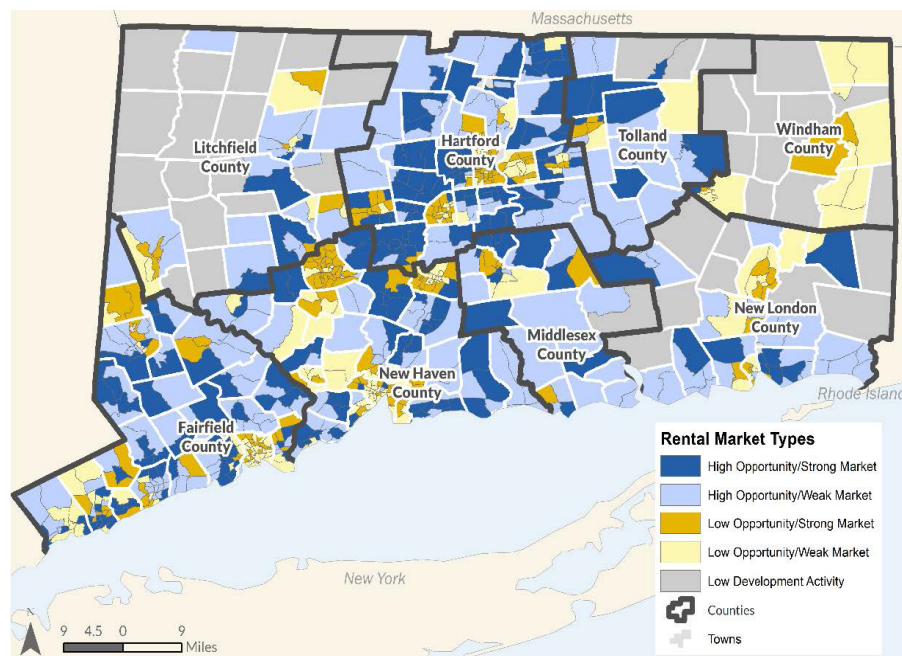 Massachusetts
Litchfield
County
Hartford
County
Tolland
County
Windham
County
New London
County
Middlesex
County
New Haven
County
Fairfield
County
Rhode Island
New York
Rental Market Types
High Opportunity/Strong Market
High Opportunity/Weak Market
Low Opportunity/Strong Market
Low Opportunity/Weak Market
Low Development Activity
Counties
Towns
N
9 4.5 0 9
Miles